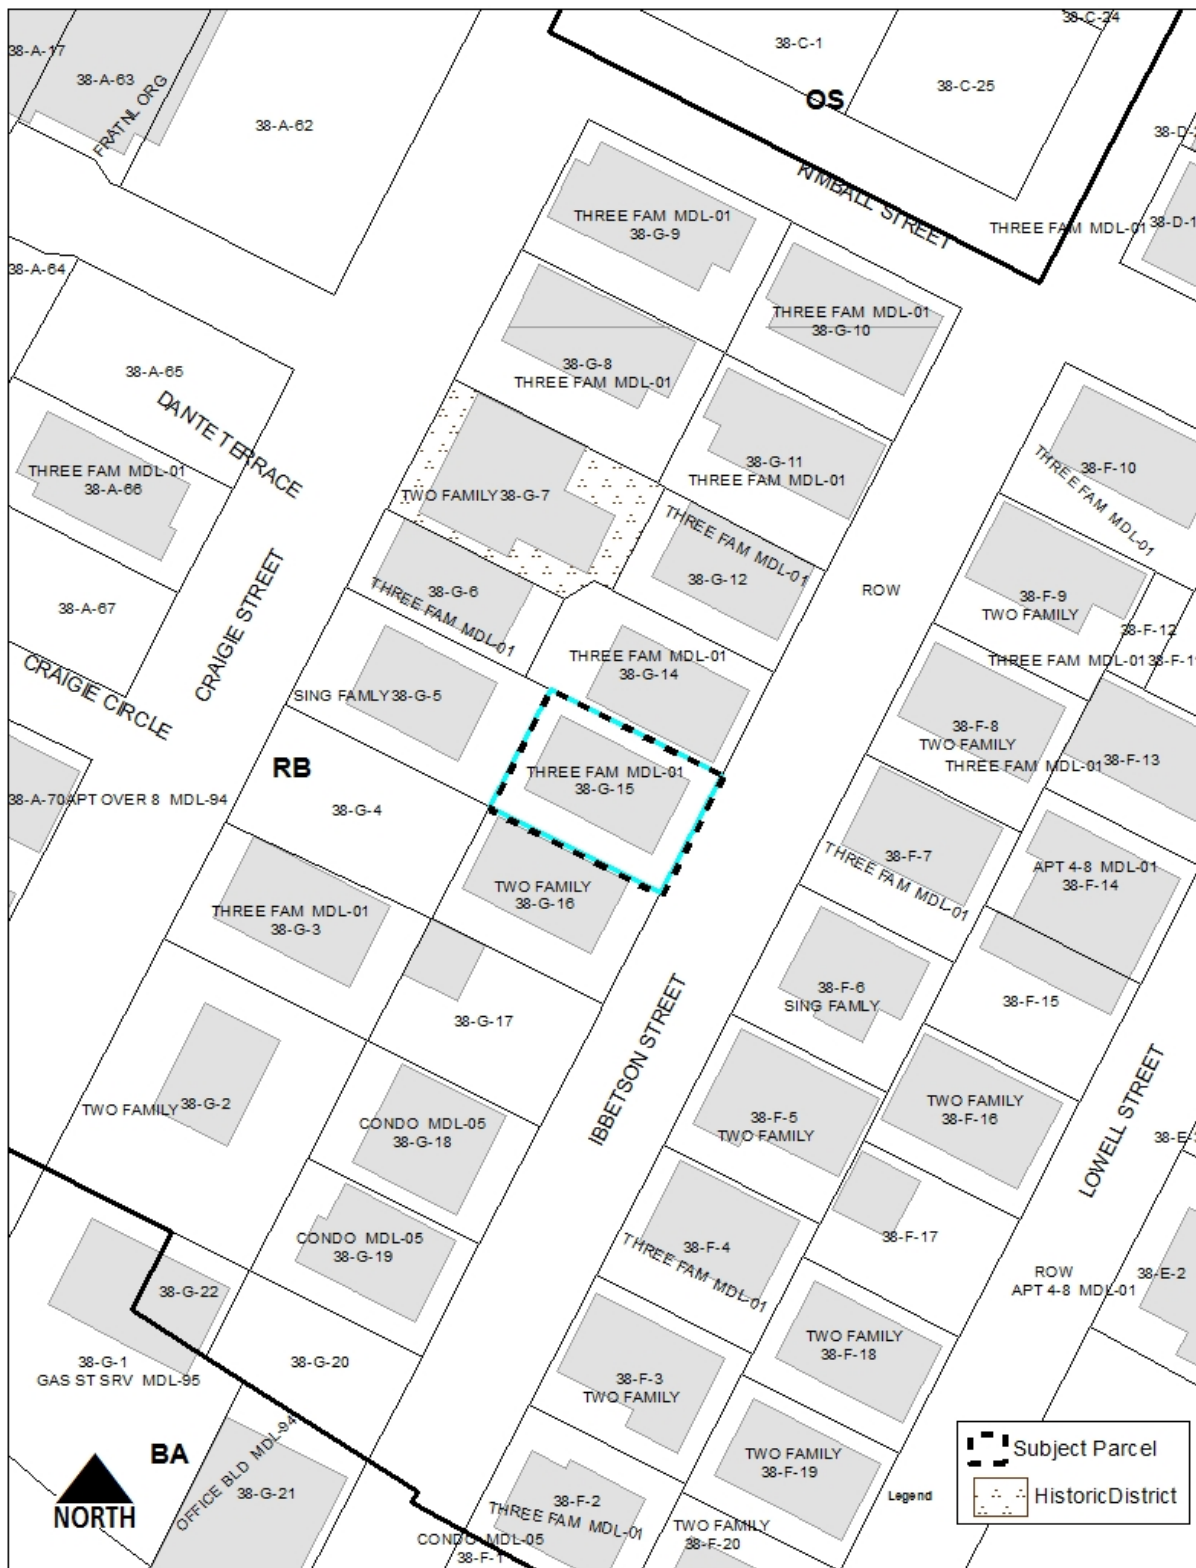 38-C-24
38-A-17
38-A-63
FRATNL ORG
38-A-62
38-C-1
38-C-25
OS
KIMBALL STREET
THREE FAM MDL-01
38-D-1
THREE FAM MDL-01
38-G-9
38-A-64
THREE FAM MDL-01
38-G-10
38-A-65
38-G-8
THREE FAM MDL-01
DANTE TERRACE
THREE FAM MDL-01
38-A-66
38-G-11
THREE FAM MDL-01
38-F-10
THREE FAM MDL-01
TWO FAMILY 38-G-7
THREE FAM MDL-01
38-G-12
38-G-6
THREE FAM MDL-01
ROW
38-F-9
TWO FAMILY
38-A-67
CRAIGIE STREET
38-F-12
THREE FAM MDL-01
38-F-11
CRAIGIE CIRCLE
THREE FAM MDL-01
38-G-14
SING FAMLY 38-G-5
38-F-8
TWO FAMILY
THREE FAM MDL-01
38-F-13
RB
THREE FAM MDL-01
38-G-15
38-A-70
APT OVER 8 MDL-94
38-G-4
38-F-7
THREE FAM MDL-01
APT 4-8 MDL-01
38-F-14
TWO FAMILY
38-G-16
THREE FAM MDL-01
38-G-3
38-F-6
SING FAMLY
38-F-15
38-G-17
IBBETSON STREET
TWO FAMILY 38-G-2
CONDO MDL-05
38-G-18
38-F-5
TWO FAMILY
TWO FAMILY
38-F-16
LOWELL STREET
CONDO MDL-05
38-G-19
38-F-4
THREE FAM MDL-01
38-F-17
38-G-22
ROW
APT 4-8 MDL-01
38-E-2
38-G-1
GAS ST SRV MDL-95
38-G-20
38-F-3
TWO FAMILY
TWO FAMILY
38-F-18
BA
OFFICE BLD MDL-94
38-G-21
NORTH
38-F-2
THREE FAM MDL-01
TWO FAMILY
38-F-19
CONDO MDL-05
38-F-1
TWO FAMILY
38-F-20
Legend
Subject Parcel
HistoricDistrict